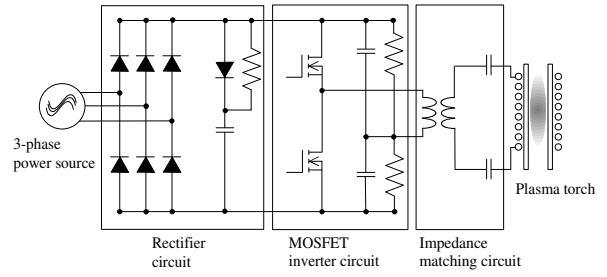 3-phase
power source
Rectifier
circuit
MOSFET
inverter circuit
Impedance
matching circuit
Plasma torch